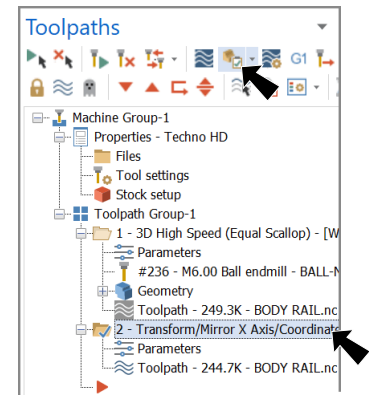 Toolpaths
G1
Machine Group-1
Properties - Techno HD
Files
Tool settings
Stock setup
Toolpath Group-1
1 - 3D High Speed (Equal Scallop) - [W
Parameters
#236 - M6.00 Ball endmill - BALL-N
Geometry
Toolpath - 249.3K - BODY RAIL.nc
2 - Transform/Mirror X Axis/Coordinate
Parameters
Toolpath - 244.7K - BODY RAIL.nc